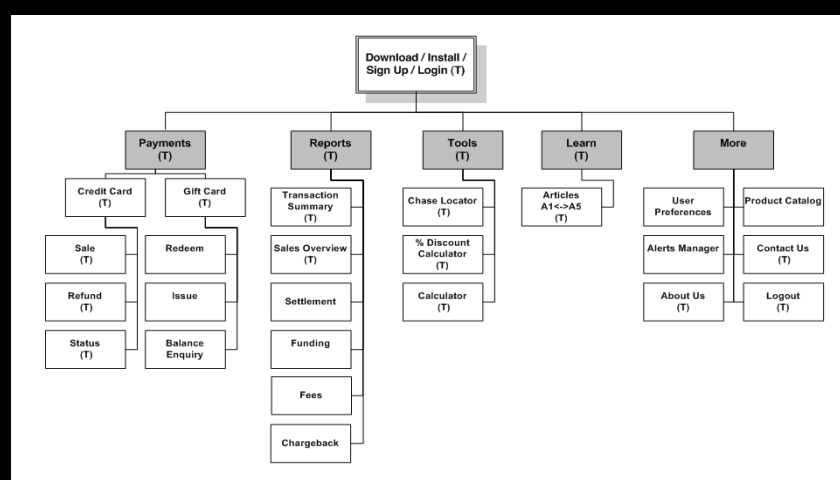 Download / Install /
Sign Up / Login (T)
Payments
(T)
Reports
(T)
Tools
(T)
Learn
(T)
More
Credit Card
(T)
Gift Card
(T)
Sale
(T)
Redeem
Refund
(T)
Issue
Status
(T)
Balance
Enquiry
Transaction
Summary
(T)
Sales Overview
(T)
Settlement
Funding
Fees
Chargeback
Chase Locator
(T)
% Discount
Calculator
(T)
Calculator
(T)
Articles
A1<->A5
(T)
User
Preferences
Product Catalog
Alerts Manager
Contact Us
(T)
About Us
(T)
Logout
(T)